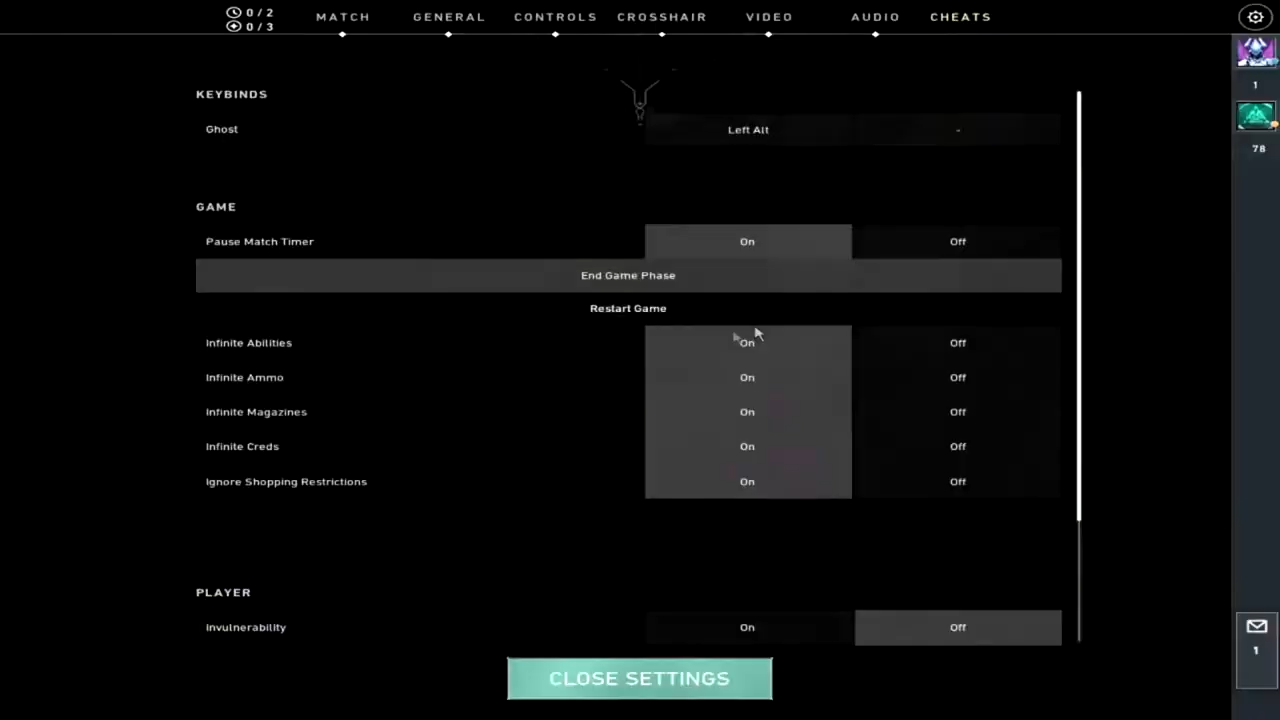 0 / 2
0 / 3
MATCH GENERAL CONTROLS CROSSHAIR VIDEO AUDIO CHEATS
1
78
KEYBINDS
Ghost Left Alt -
GAME
Pause Match Timer On Off
End Game Phase
Restart Game
Infinite Abilities On Off
Infinite Ammo On Off
Infinite Magazines On Off
Infinite Creds On Off
Ignore Shopping Restrictions On Off
PLAYER
Invulnerability On Off
CLOSE SETTINGS
1